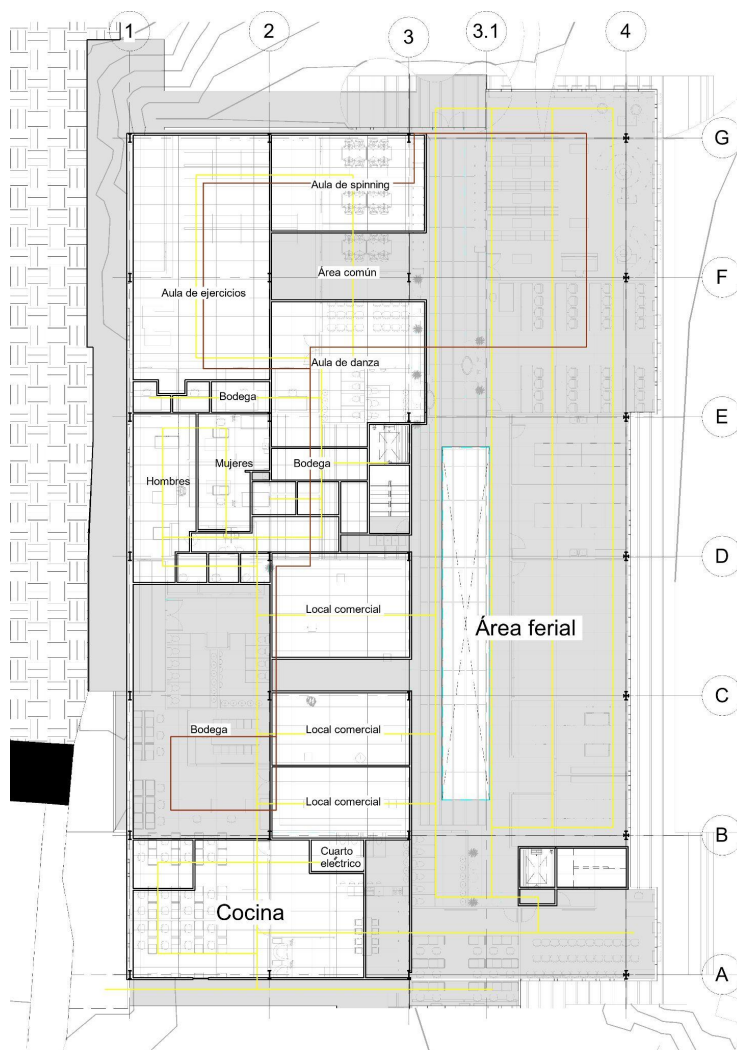 1
2
3
3.1
4
G
Aula de spinning
F
Área común
Aula de ejercicios
Aula de danza
Bodega
E
Mujeres
Bodega
Hombres
D
Local comercial
Área ferial
C
Bodega
Local comercial
Local comercial
B
Cuarto
electrico
Cocina
A